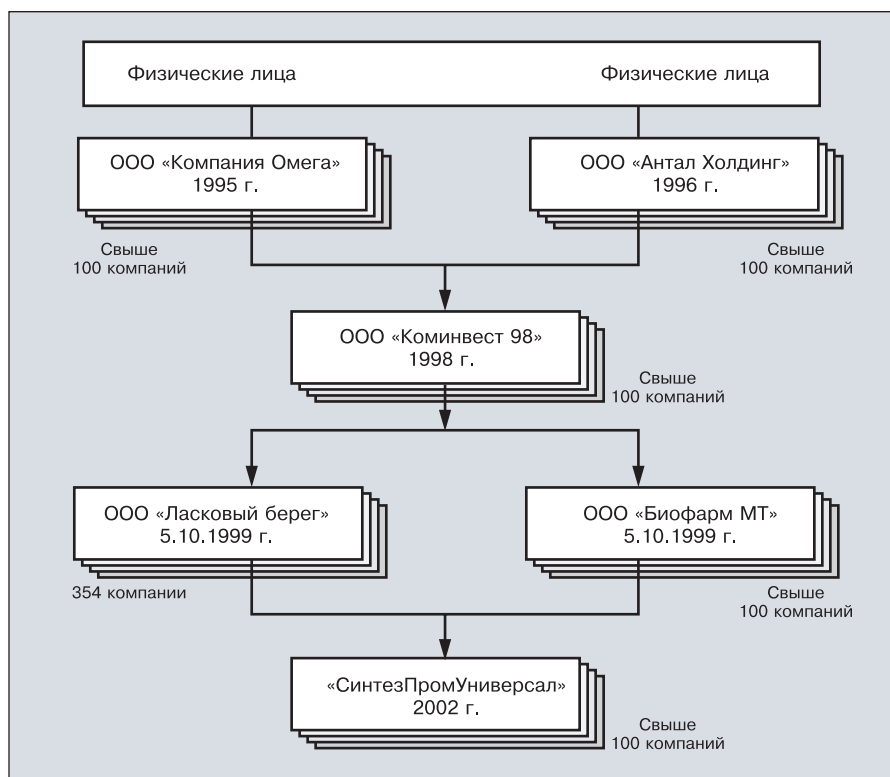 Физические лица
Физические лица
ООО «Компания Омега»
1995 г.
ООО «Антал Холдинг»
1996 г.
Свыше
100 компаний
Свыше
100 компаний
ООО «Коминвест 98»
1998 г.
Свыше
100 компаний
ООО «Ласковый берег»
5.10.1999 г.
ООО «Биофарм МТ»
5.10.1999 г.
354 компании
Свыше
100 компаний
«СинтезПромУниверсал»
2002 г.
Свыше
100 компаний